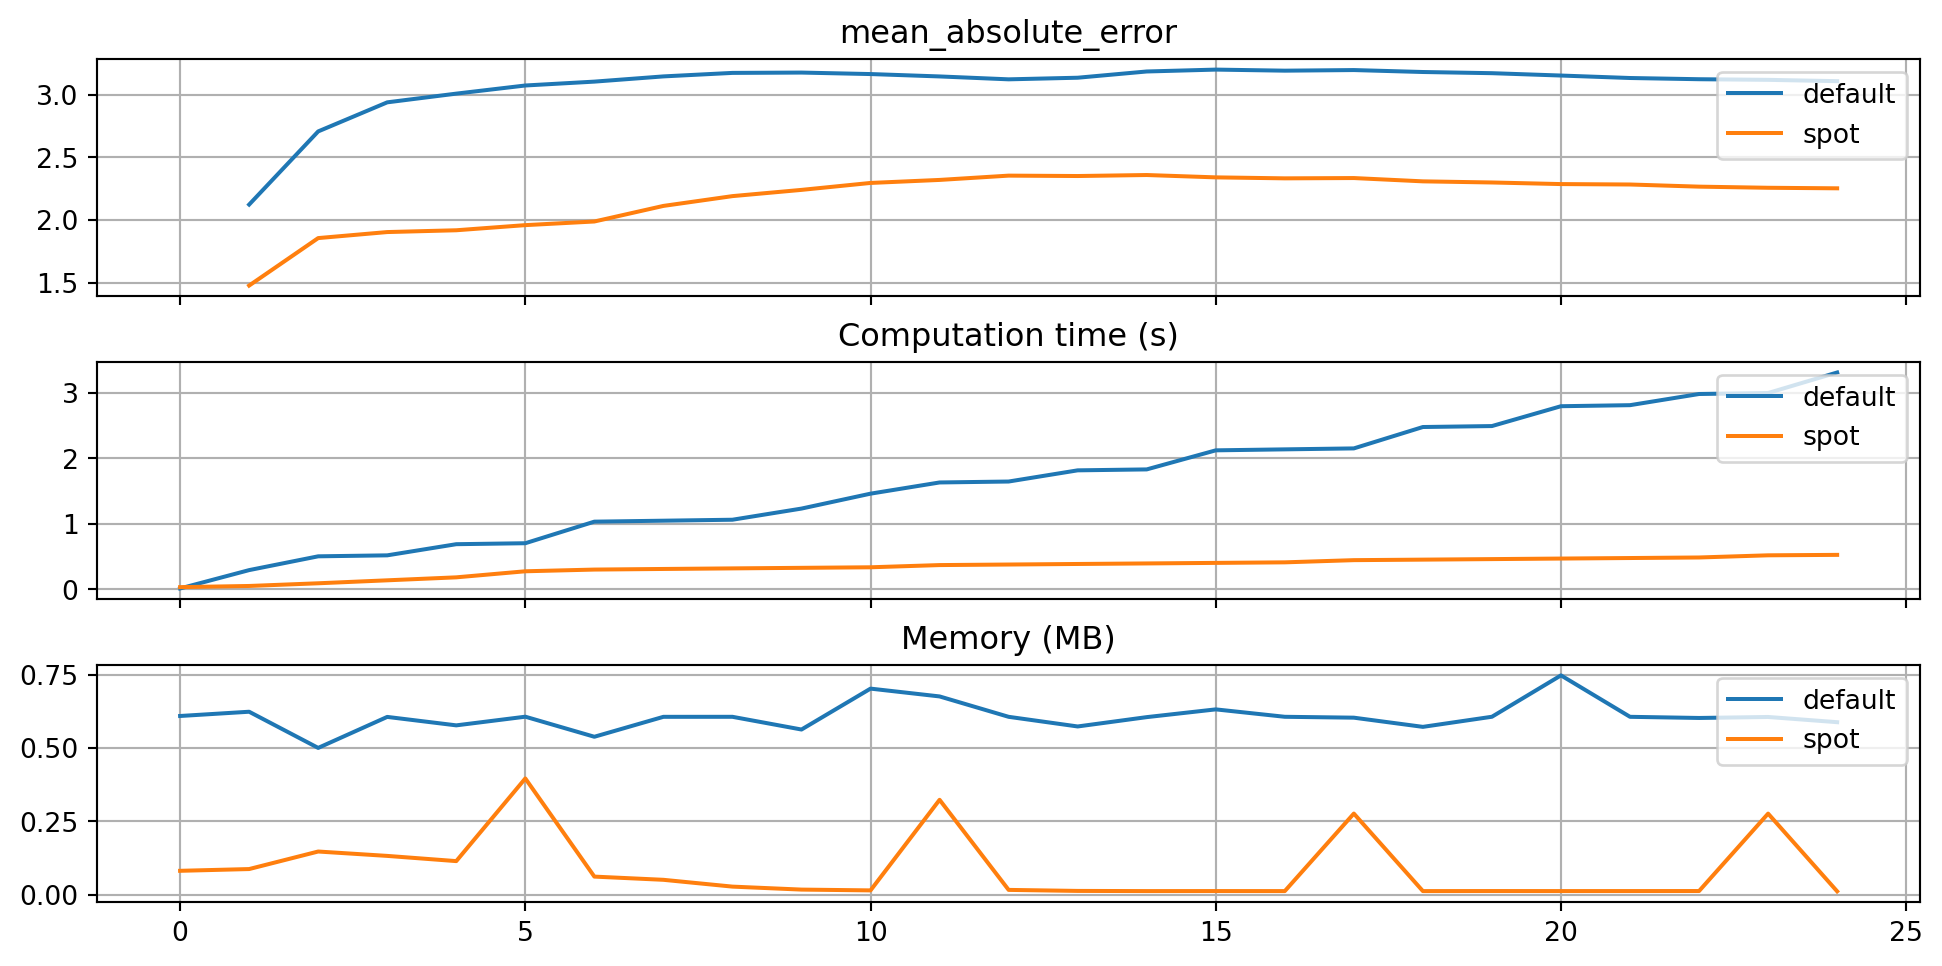 mean_absolute_error
3.0
2.5
2.0
1.5
default
spot
Computation time (s)
3
2
1
0
default
spot
Memory (MB)
0.75
0.50
0.25
0.00
default
spot
0 5 10 15 20 25